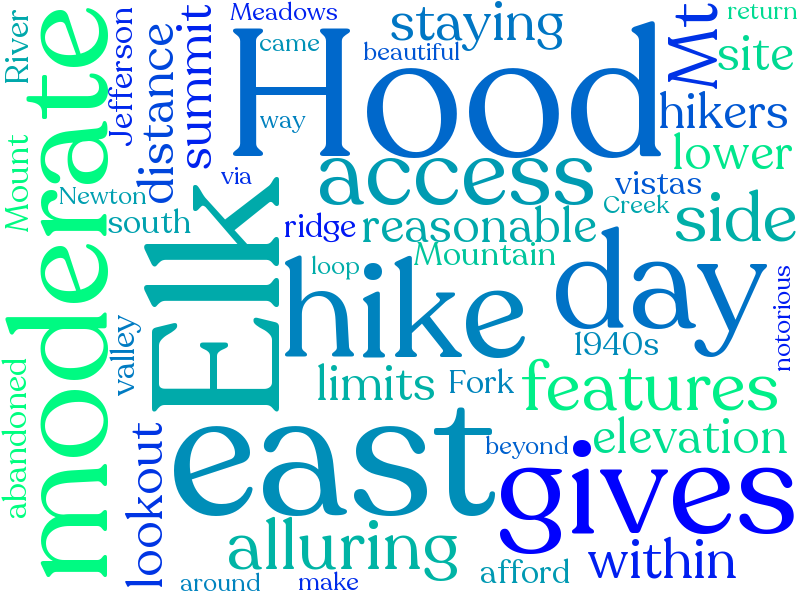 River
Mount
abandoned
moderate
Jefferson
distance
summit
Newton
south
valley
lookout
Meadows
came
way
via
Hood
beautiful
staying
Mt
return
site
hikers
lower
access
vistas
Creek
side
ridge
reasonable
Elk
loop
Mountain
hike
day
notorious
1940s
limits
Fork
features
east
beyond
elevation
gives
alluring
within
afford
around
make